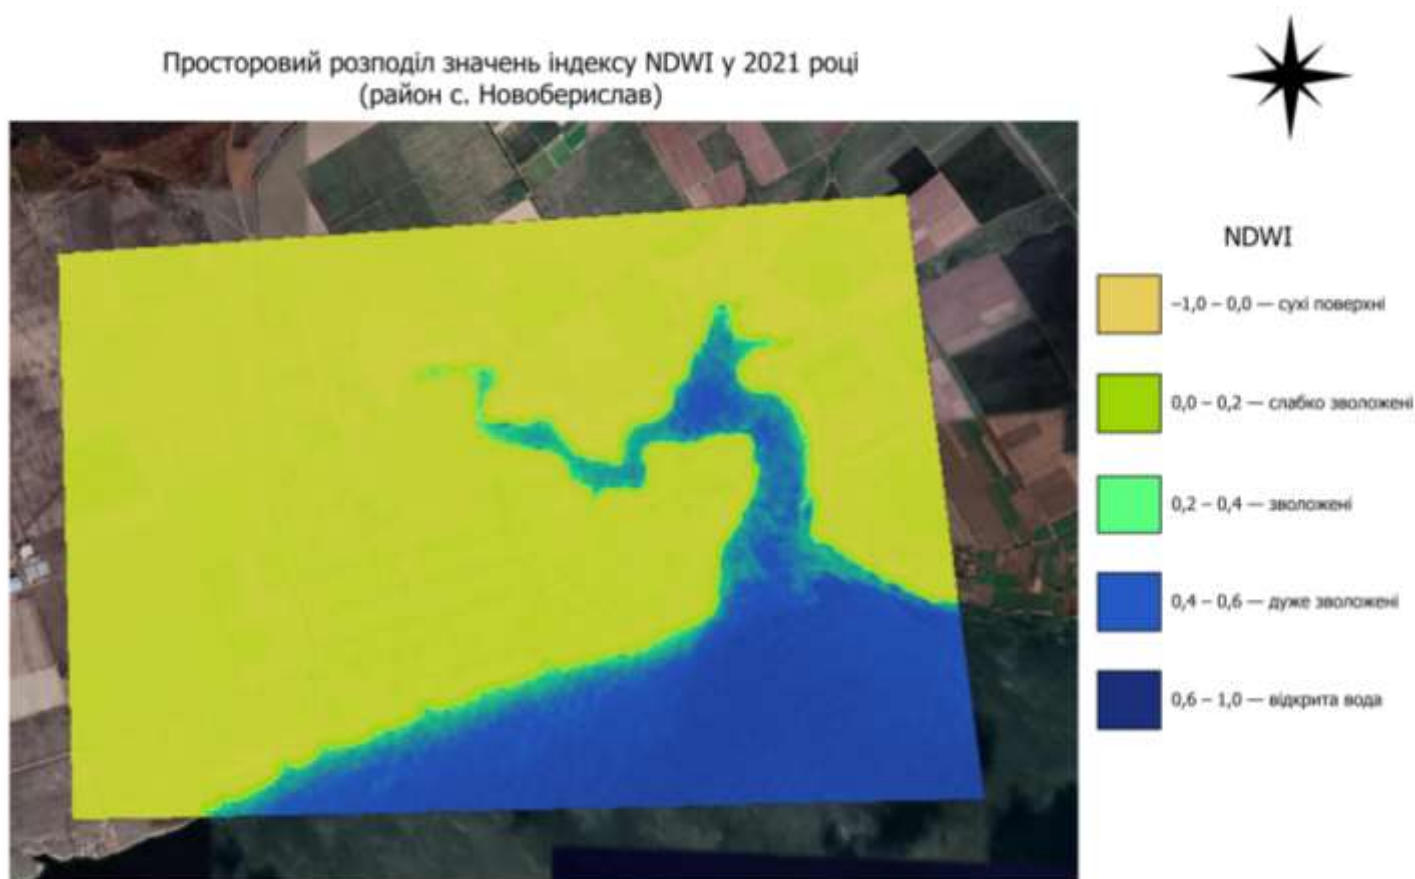 Просторовий розподіл значень індексу NDWI у 2021 році
(район с. Новоберислав)
NDWI
–1,0 – 0,0 — сухі поверхні
0,0 – 0,2 — слабко зволожені
0,2 – 0,4 — зволожені
0,4 – 0,6 — дуже зволожені
0,6 – 1,0 — відкрита вода